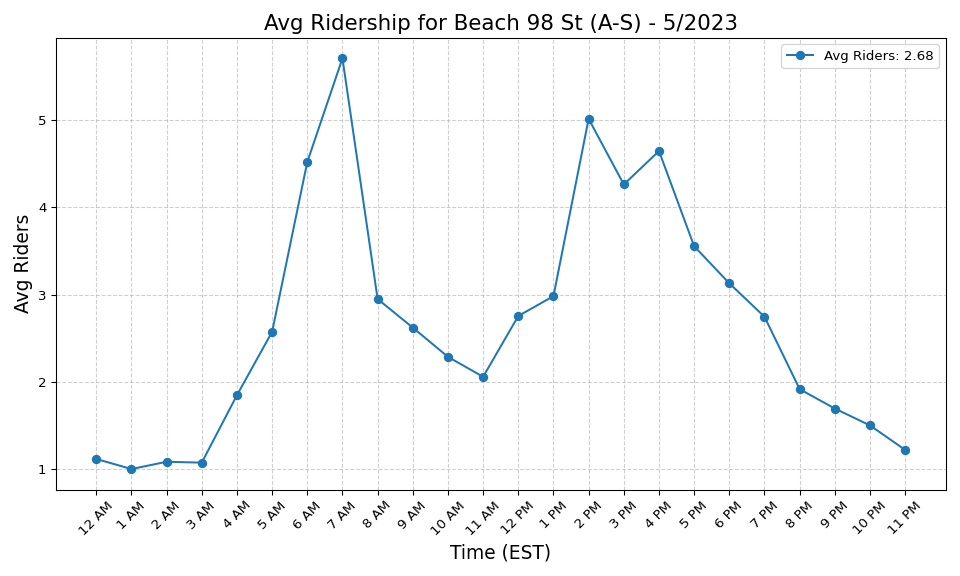 Avg Ridership for Beach 98 St (A-S) - 5/2023
Avg Riders: 2.68
Avg Riders
5
4
3
2
1
12 AM
1 AM
2 AM
3 AM
4 AM
5 AM
6 AM
7 AM
8 AM
9 AM
10 AM
11 AM
12 PM
1 PM
2 PM
3 PM
4 PM
5 PM
6 PM
7 PM
8 PM
9 PM
10 PM
11 PM
Time (EST)